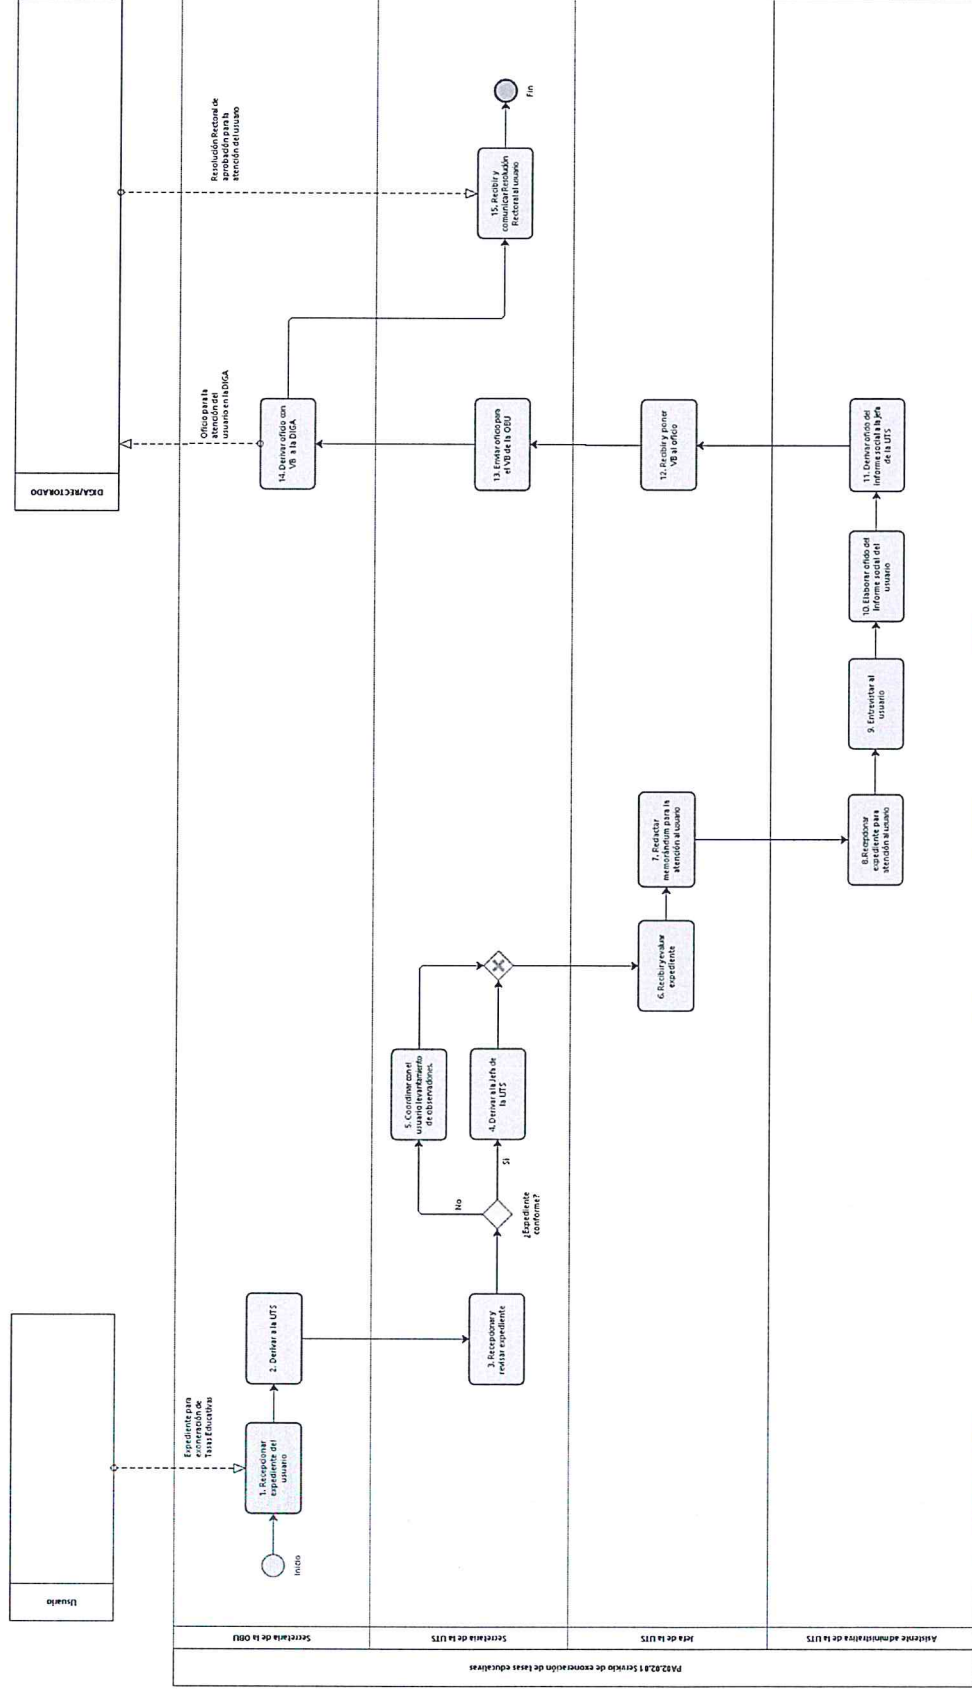 Usuario
DIGA/RECTORADO
PA02.02.01 Servicio de exoneración de tasas educativas
Secretaria de la OBU
Secretaria de la UTS
Jefa de la UTS
Asistente administrativa de la UTS
Inicio
Expediente para
exoneración de
Tasas Educativas
1. Recepcionar
expediente del
usuario
2. Derivar a la UTS
3. Recepcionar y
revisar expediente
¿Expediente
conforme?
No
Si
5. Coordinar con el
usuario levantamiento
de observaciones.
4. Derivar a la Jefa de
la UTS
6. Recibir y evaluar
expediente
7. Redactar
memorándum para la
atención al usuario
8. Recepcionar
expediente para
atención al usuario
9. Entrevistar al
usuario
10. Elaborar oficio del
Informe social del
usuario
11. Derivar oficio del
Informe social a la Jefa
de la UTS
12. Recibir y poner
VB al oficio
13. Enviar oficio para
el VB de la OBU
14. Derivar oficio con
VB a la DIGA
Oficio para la
atención del
usuario en la DIGA
Resolución Rectoral de
aprobación para la
atención del usuario
15. Recibir y
comunicar Resolución
Rectoral al usuario
Fin